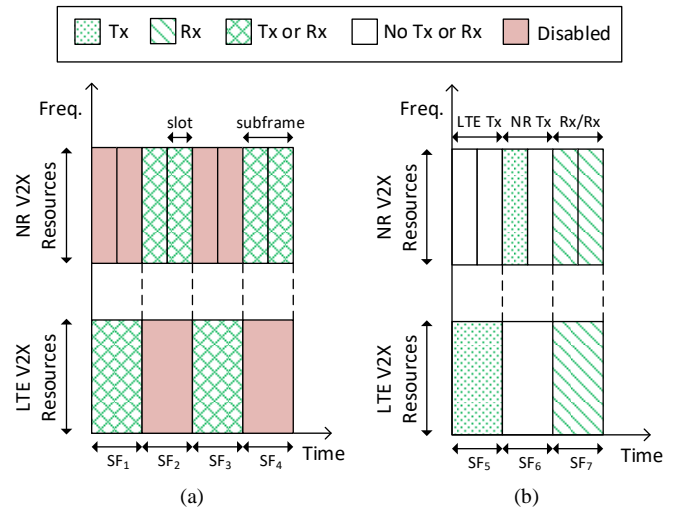 Tx Rx Tx or Rx No Tx or Rx Disabled
Freq.
slot
subframe
NR V2X
Resources
LTE V2X
Resources
SF1 SF2 SF3 SF4
Time
(a)
Freq.
LTE Tx NR Tx Rx/Rx
NR V2X
Resources
LTE V2X
Resources
SF5 SF6 SF7
Time
(b)